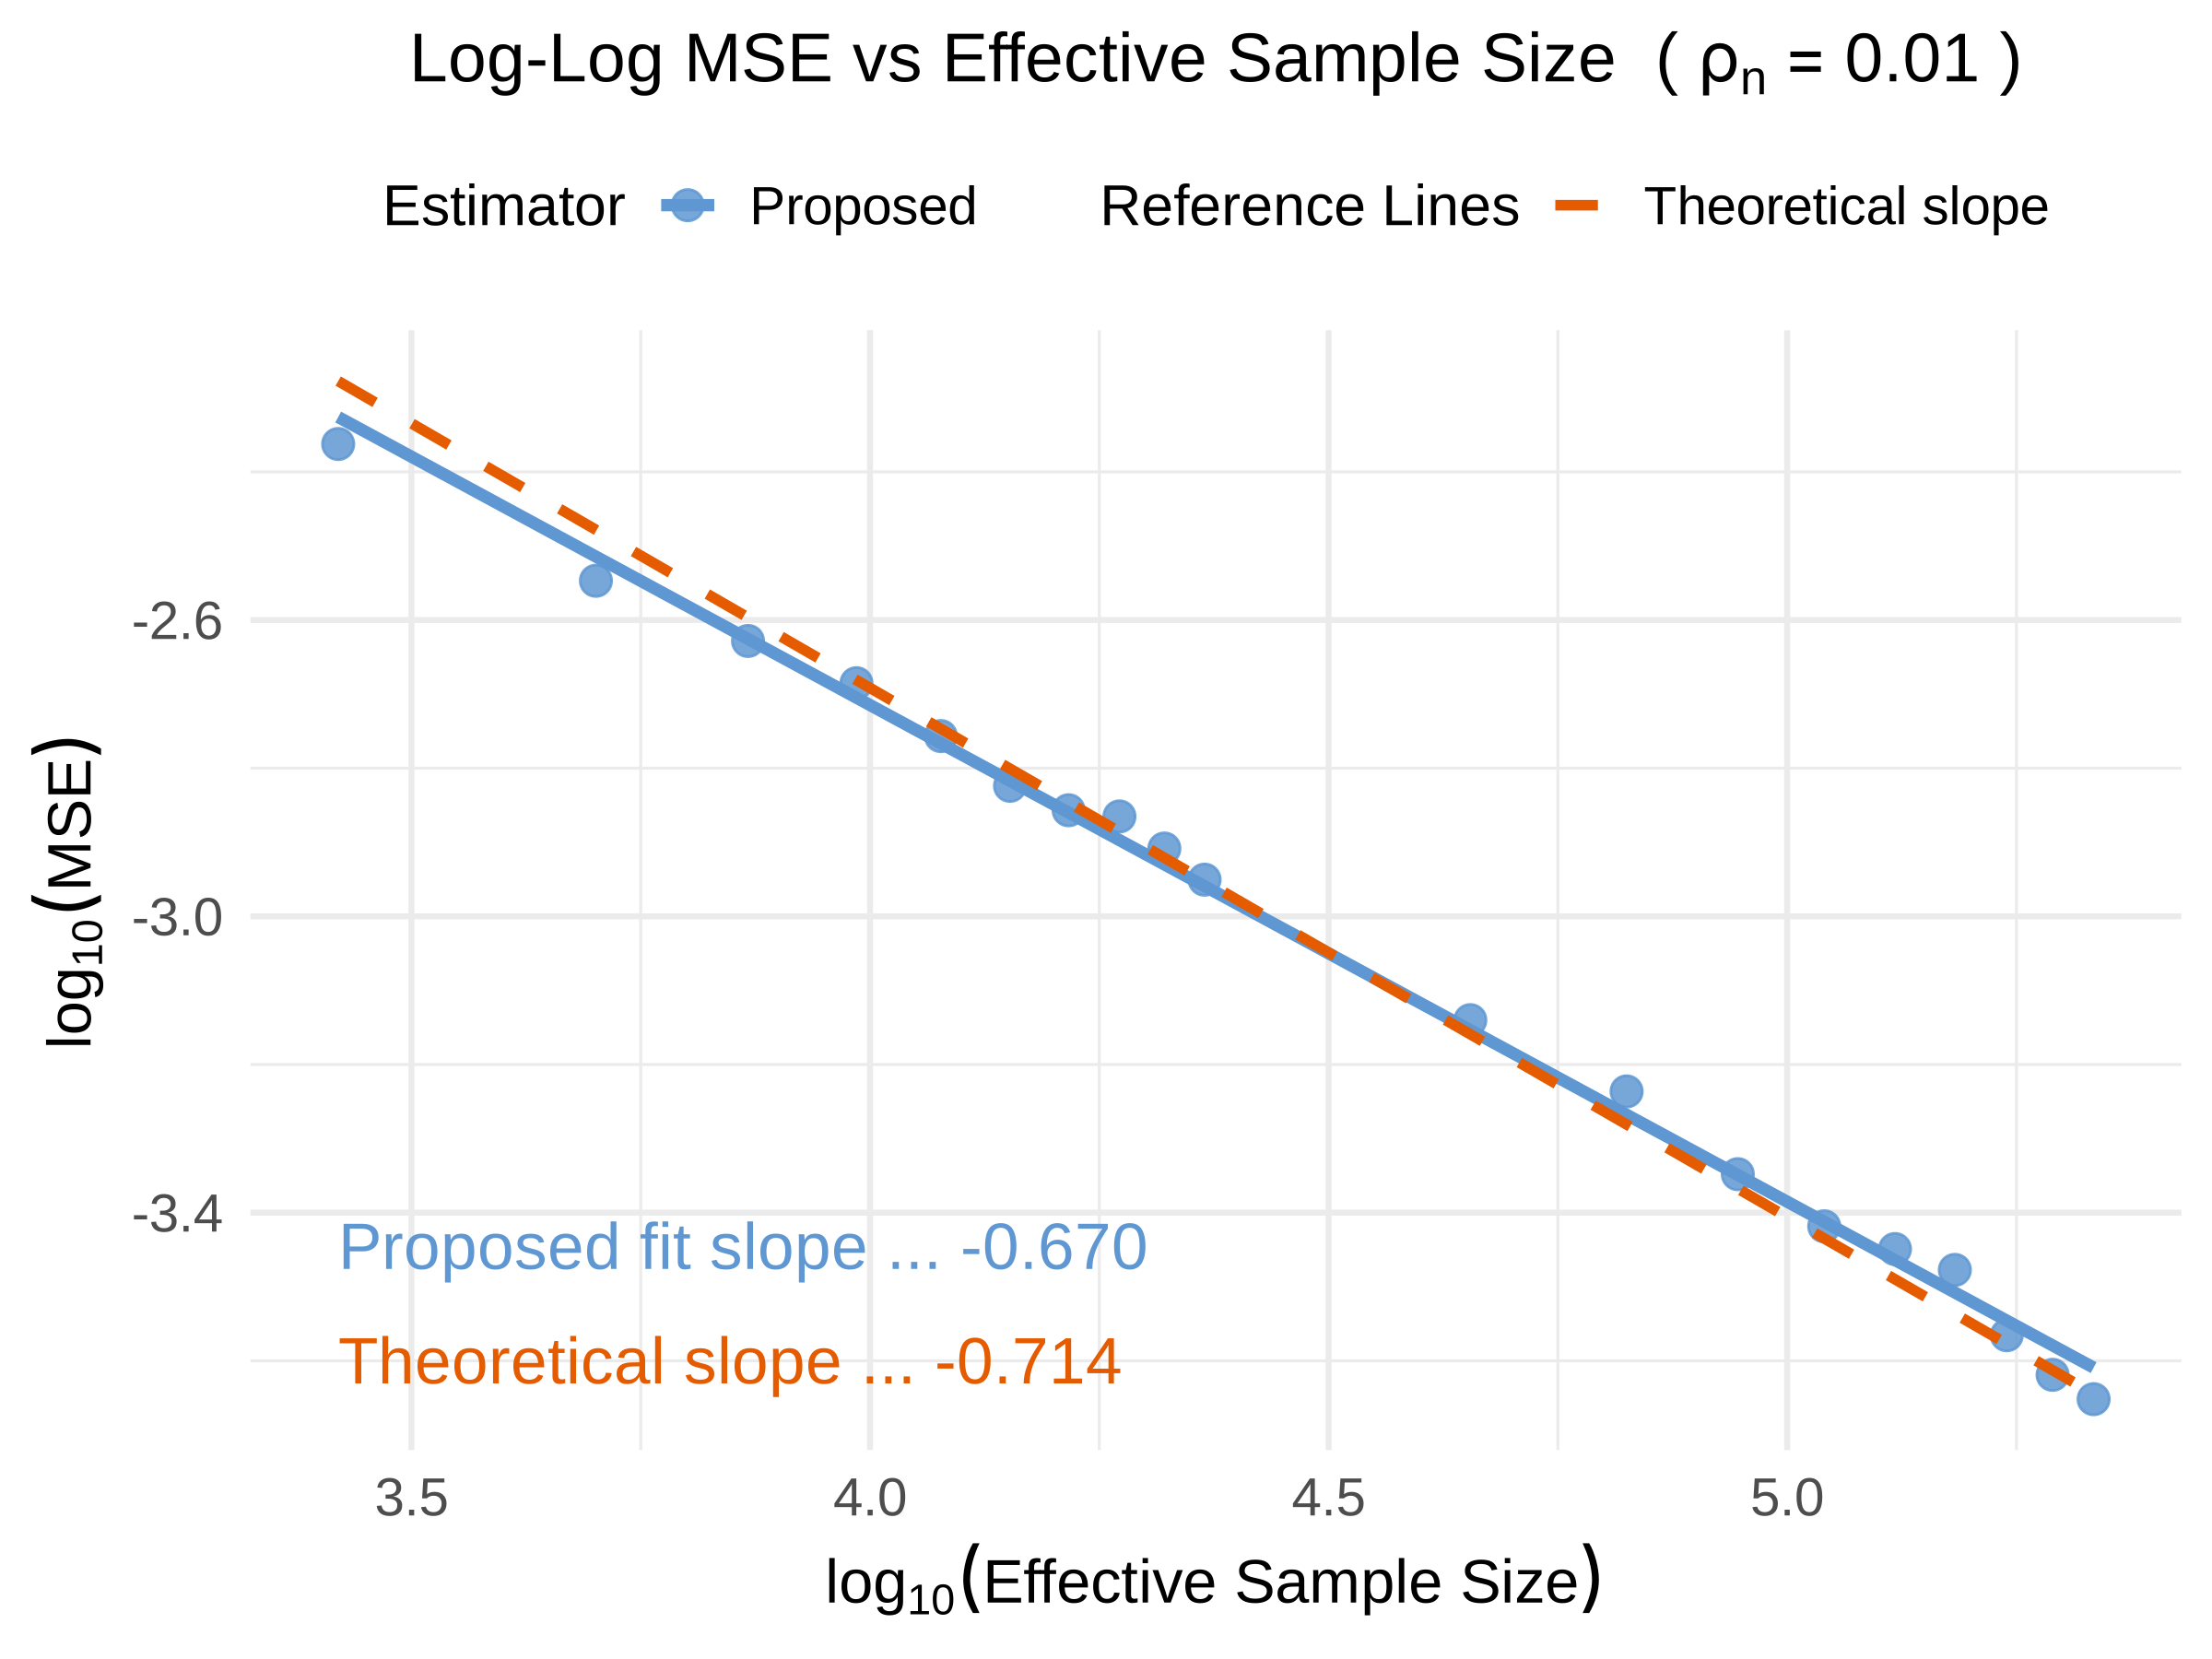 Log-Log MSE vs Effective Sample Size ( ρn = 0.01 )
Estimator Proposed Reference Lines Theoretical slope
-2.6
-3.0
-3.4
log10(MSE)
Proposed fit slope ... -0.670
Theoretical slope ... -0.714
3.5 4.0 4.5 5.0
log10(Effective Sample Size)